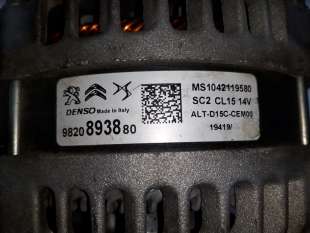 DENSO Made in Italy
9820893880
MS1042119580
SC2 CL15 14V
ALT-D15C-CEM00
19419/